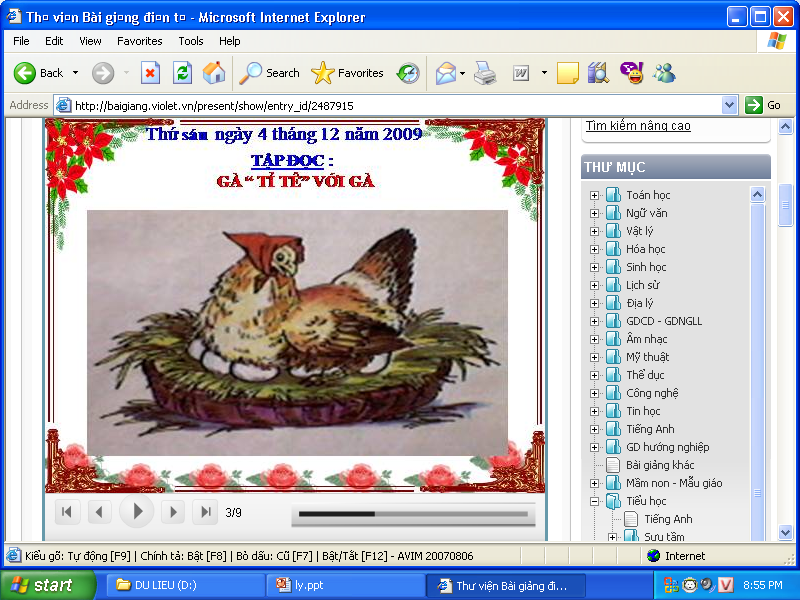 Th¤ vi¤n Bài gi¤ng đi¤n t¤ - Microsoft Internet Explorer
File Edit View Favorites Tools Help
Back Search Favorites
Address http://baigiang.violet.vn/present/show/entry_id/2487915 Go
Thứ sáu ngày 4 tháng 12 năm 2009
TẬP ĐỌC :
GÀ “ TỈ TÊ” VỚI GÀ
3/9
Tìm kiếm nâng cao
THƯ MỤC
Toán học
Ngữ văn
Vật lý
Hóa học
Sinh học
Lịch sử
Địa lý
GDCD - GDNGLL
Âm nhạc
Mỹ thuật
Thể dục
Công nghệ
Tin học
Tiếng Anh
GD hướng nghiệp
Bài giảng khác
Mầm non - Mẫu giáo
Tiểu học
Tiếng Anh
Sưu tầm
Kiểu gõ: Tự động [F9] | Chính tả: Bật [F8] | Bỏ dấu: Cũ [F7] | Bật/Tắt [F12] - AVIM 20070806 Internet
start DU LIEU (D:) ly.ppt Thư viện Bài giảng đi... V 8:55 PM